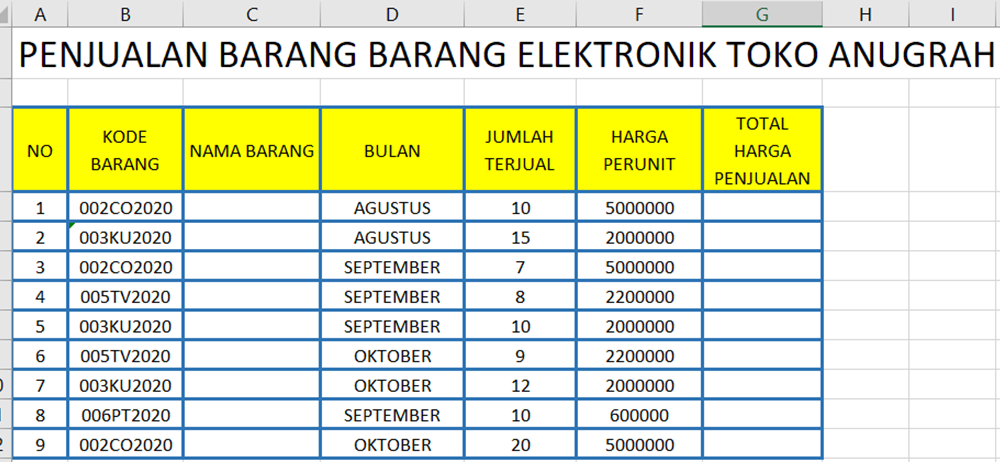 A B C D E F G H I
PENJUALAN BARANG BARANG ELEKTRONIK TOKO ANUGRAH
NO KODE BARANG NAMA BARANG BULAN JUMLAH TERJUAL HARGA PERUNIT TOTAL HARGA PENJUALAN
1 002CO2020 AGUSTUS 10 5000000
2 003KU2020 AGUSTUS 15 2000000
3 002CO2020 SEPTEMBER 7 5000000
4 005TV2020 SEPTEMBER 8 2200000
5 003KU2020 SEPTEMBER 10 2000000
6 005TV2020 OKTOBER 9 2200000
7 003KU2020 OKTOBER 12 2000000
8 006PT2020 SEPTEMBER 10 600000
9 002CO2020 OKTOBER 20 5000000